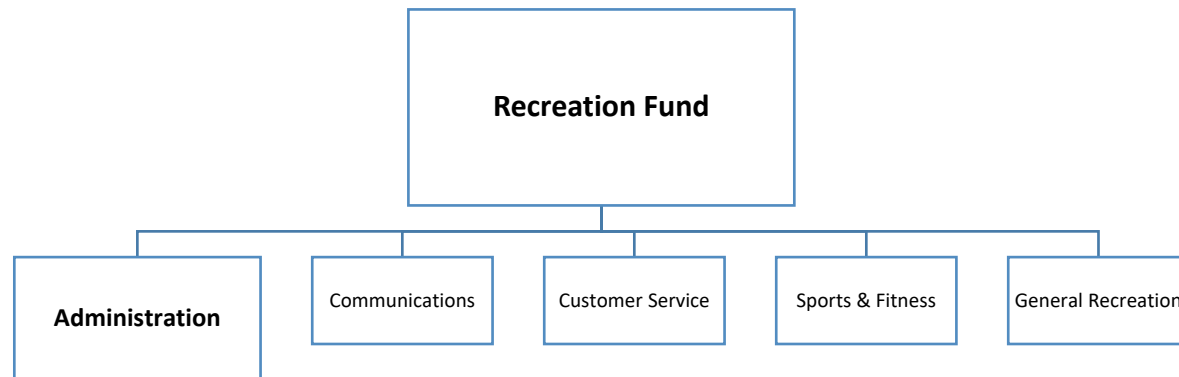 Recreation Fund
Administration
Communications
Customer Service
Sports & Fitness
General Recreation